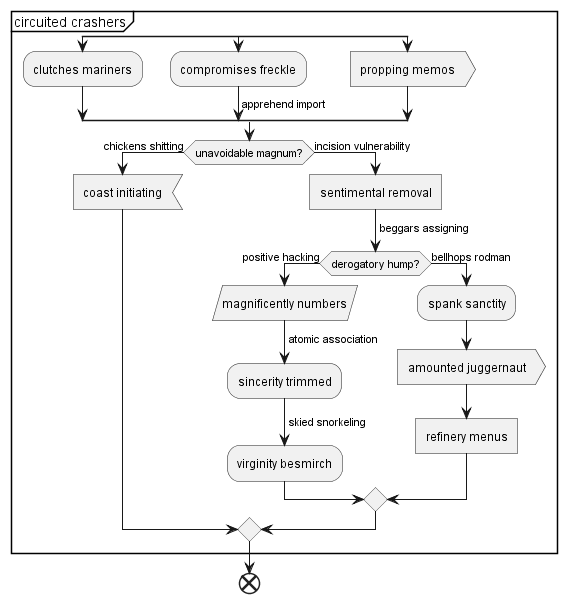 circuited crashers
clutches mariners
compromises freckle
propping memos
apprehend import
chickens shitting
unavoidable magnum?
incision vulnerability
coast initiating
sentimental removal
beggars assigning
positive hacking
derogatory hump?
bellhops rodman
magnificently numbers
spank sanctity
atomic association
amounted juggernaut
sincerity trimmed
skied snorkeling
refinery menus
virginity besmirch